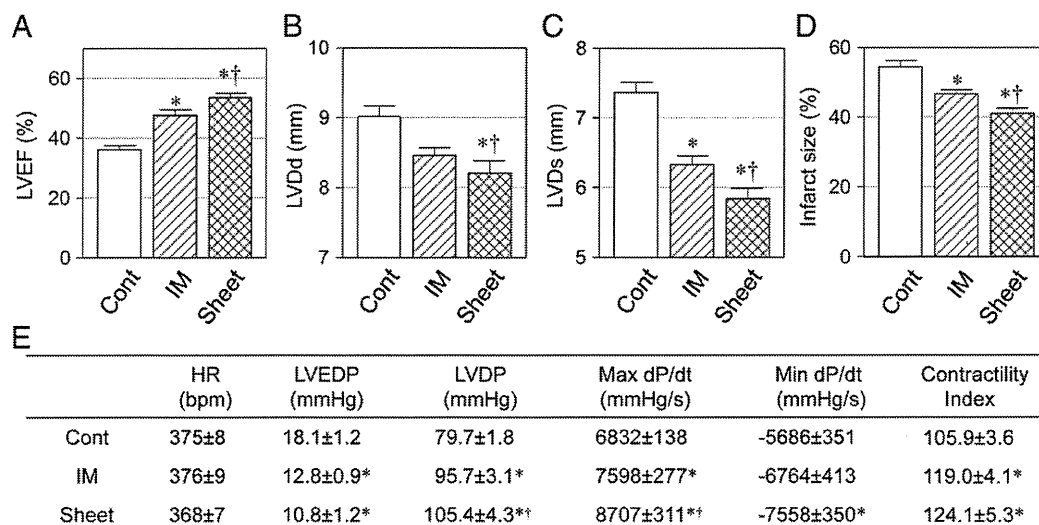 A
LVEF (%)
60
40
20
0
*
*†
Cont
IM
Sheet
B
LVDd (mm)
10
9
8
7
*†
Cont
IM
Sheet
C
LVDs (mm)
8
7
6
5
*
*†
Cont
IM
Sheet
D
Infarct size (%)
60
40
20
0
*
*†
Cont
IM
Sheet
E
HR LVEDP LVDP Max dP/dt Min dP/dt Contractility
(bpm) (mmHg) (mmHg) (mmHg/s) (mmHg/s) Index
Cont 375±8 18.1±1.2 79.7±1.8 6832±138 -5686±351 105.9±3.6
IM 376±9 12.8±0.9* 95.7±3.1* 7598±277* -6764±413 119.0±4.1*
Sheet 368±7 10.8±1.2* 105.4±4.3*† 8707±311*† -7558±350* 124.1±5.3*